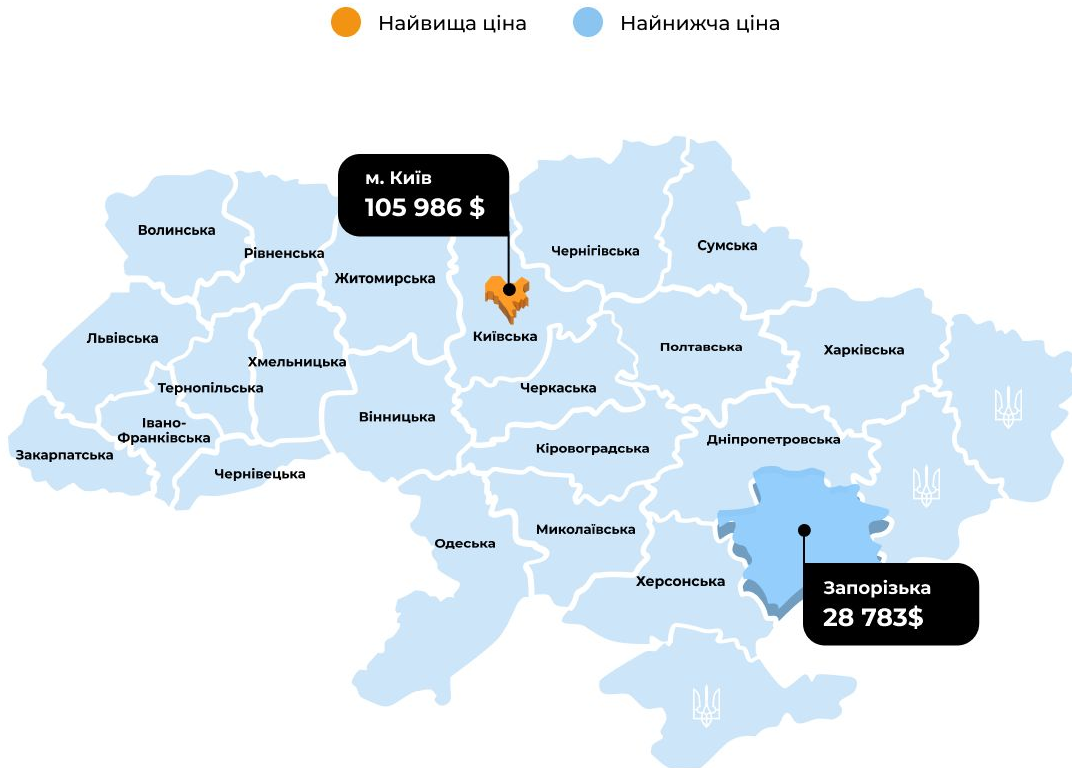 Найвища ціна
Найнижча ціна
м. Київ
105 986 $
Волинська
Рівненська
Житомирська
Чернігівська
Сумська
Львівська
Тернопільська
Хмельницька
Київська
Черкаська
Полтавська
Харківська
Закарпатська
Івано-
Франківська
Чернівецька
Вінницька
Кіровоградська
Дніпропетровська
Одеська
Миколаївська
Херсонська
Запорізька
28 783$